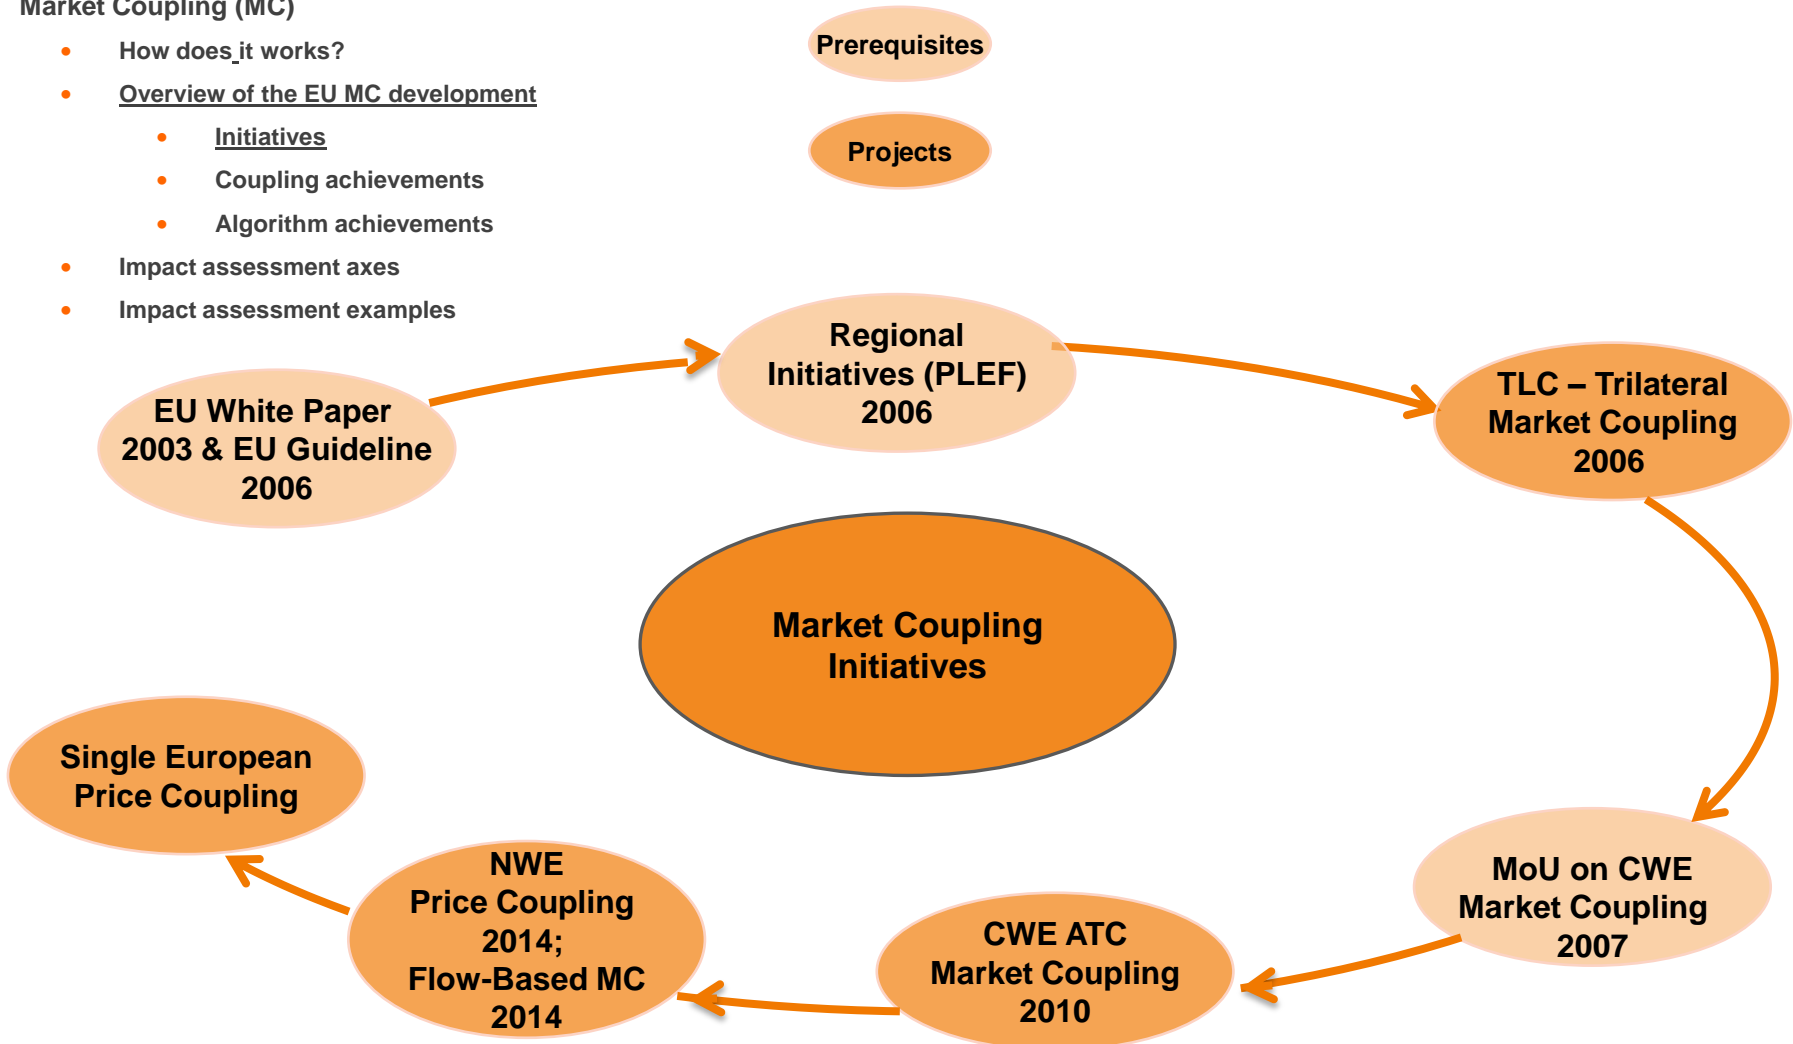 Market Coupling (MC)
• How does it works?
• Overview of the EU MC development
• Initiatives
• Coupling achievements
• Algorithm achievements
• Impact assessment axes
• Impact assessment examples
Prerequisites
Projects
EU White Paper
2003 & EU Guideline
2006
Regional
Initiatives (PLEF)
2006
TLC – Trilateral
Market Coupling
2006
Market Coupling
Initiatives
MoU on CWE
Market Coupling
2007
CWE ATC
Market Coupling
2010
NWE
Price Coupling
2014;
Flow-Based MC
2014
Single European
Price Coupling